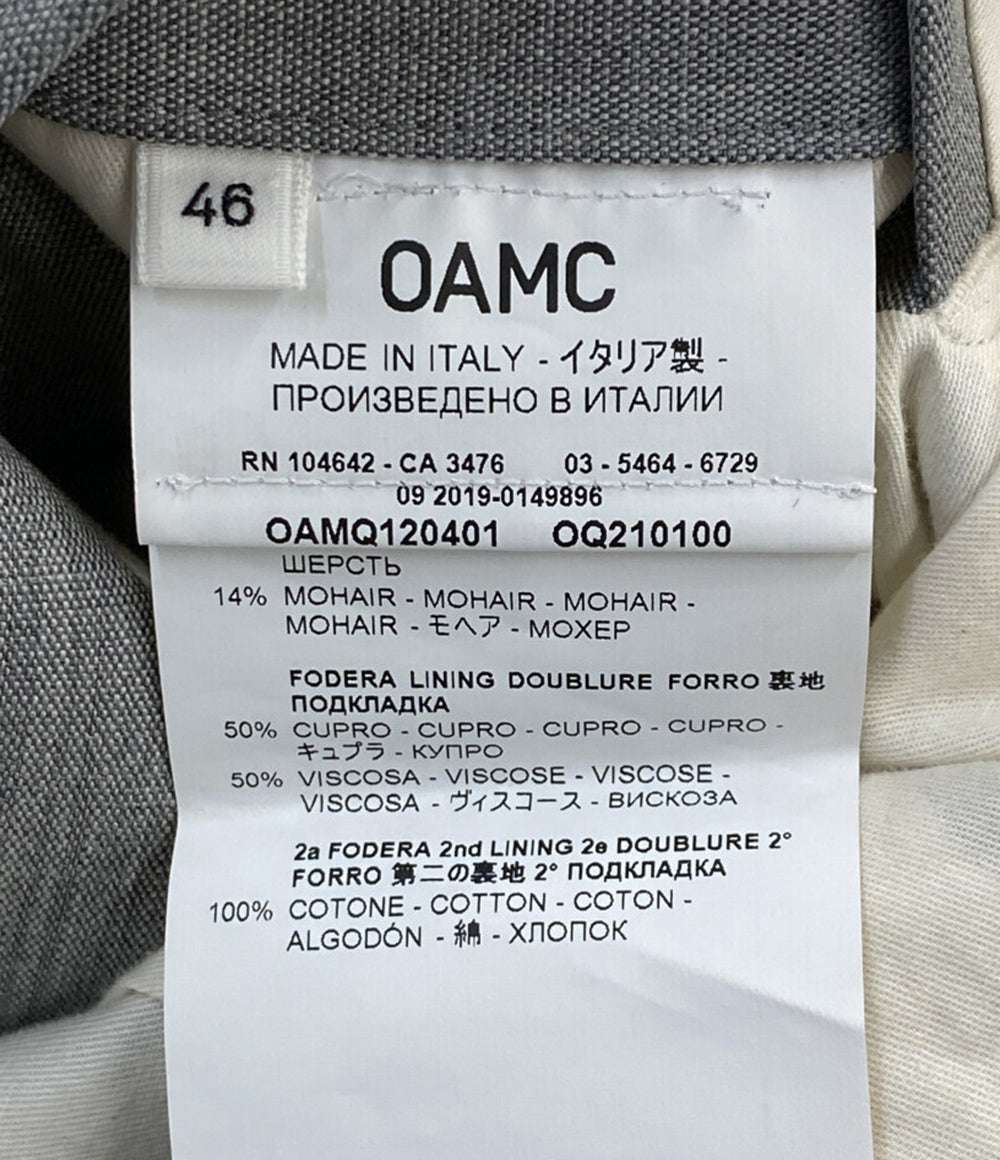 46
OAMC
MADE IN ITALY - イタリア製 -
ПРОИЗВЕДЕНО В ИТАЛИИ
RN 104642 - CA 3476 03 - 5464 - 6729
09 2019-0149896
OAMQ120401 OQ210100
ШЕРСТЬ
14% MOHAIR - MOHAIR - MOHAIR -
MOHAIR - モヘア - МОХЕР
FODERA LINING DOUBLURE FORRO 裏地
ПОДКЛАДКА
50% CUPRO - CUPRO - CUPRO - CUPRO -
キュプラ - КУПРО
50% VISCOSA - VISCOSE - VISCOSE -
VISCOSA - ヴィスコース - ВИСКОЗА
2a FODERA 2nd LINING 2e DOUBLURE 2°
FORRO 第二の裏地 2° ПОДКЛАДКА
100% COTONE - COTTON - COTON -
ALGODÓN - 綿 - ХЛОПОК